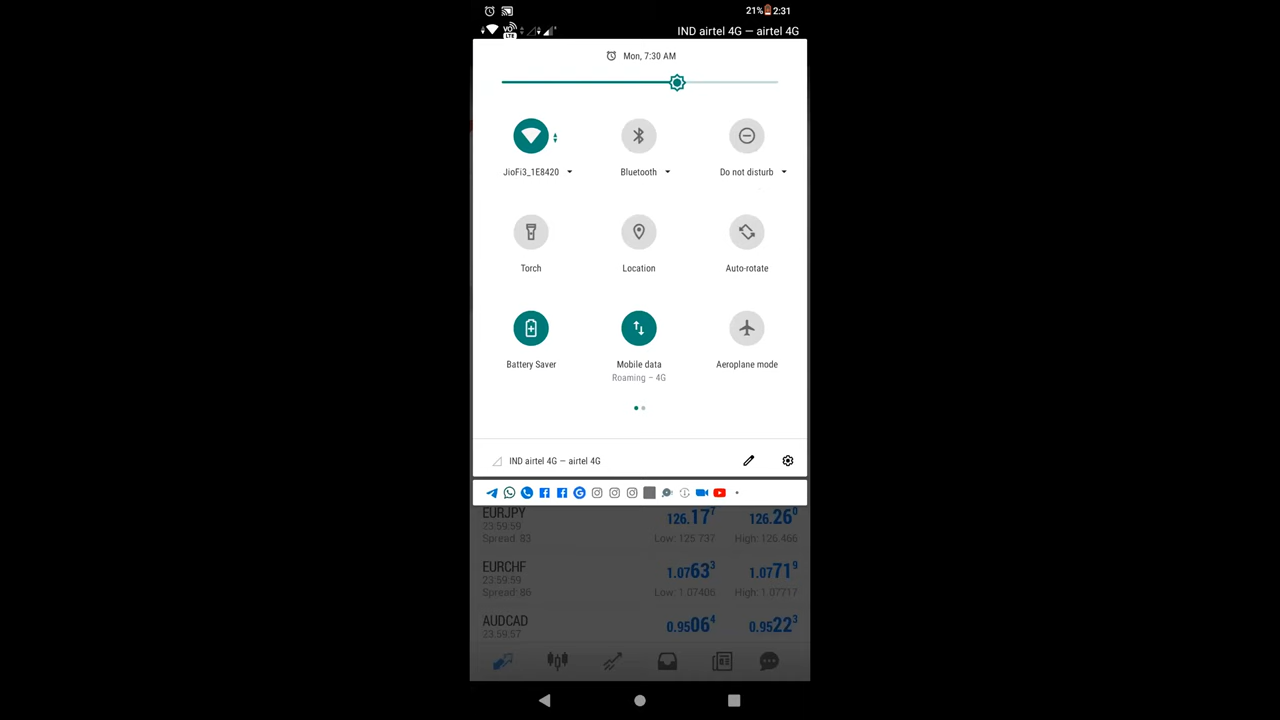 21% 2:31
VO LTE IND airtel 4G — airtel 4G
Mon, 7:30 AM
JioFi3_1E8420 Bluetooth Do not disturb
Torch Location Auto-rotate
Battery Saver Mobile data Aeroplane mode
Roaming – 4G
IND airtel 4G — airtel 4G
EURJPY 126.17⁷ 126.26⁰
23:59:59
Spread: 83 Low: 125.737 High: 126.466
EURCHF 1.0763³ 1.0771⁹
23:59:59
Spread: 86 Low: 1.07406 High: 1.07717
AUDCAD 0.9506⁴ 0.9522³
23:59:57